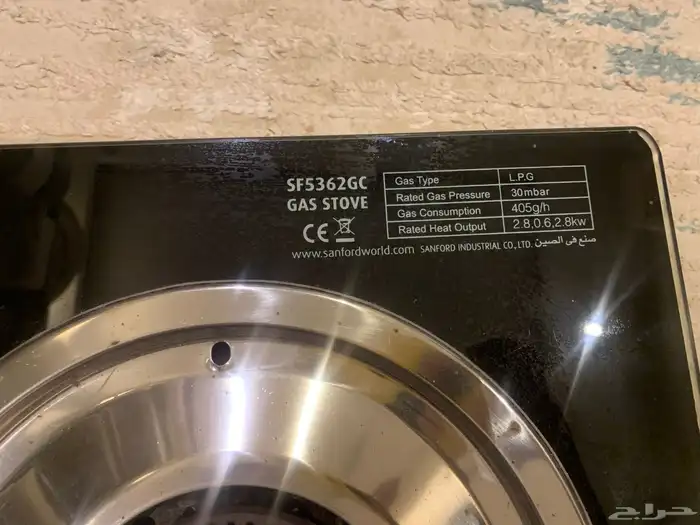 SF5362GC
GAS STOVE
CE
Gas Type L.P.G
Rated Gas Pressure 30mbar
Gas Consumption 405g/h
Rated Heat Output 2.8,0.6,2.8kw
www.sanfordworld.com SANFORD INDUSTRIAL CO.,LTD. صنع في الصين
حراج